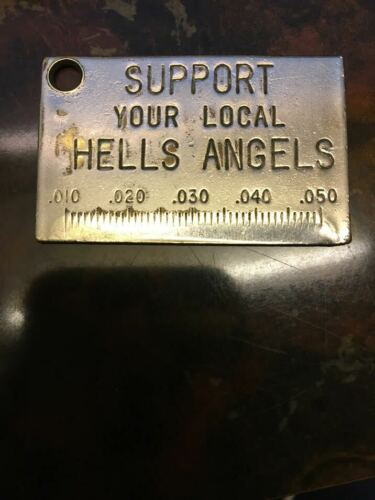 SUPPORT
YOUR LOCAL
HELLS ANGELS
.010 .020 .030 .040 .050